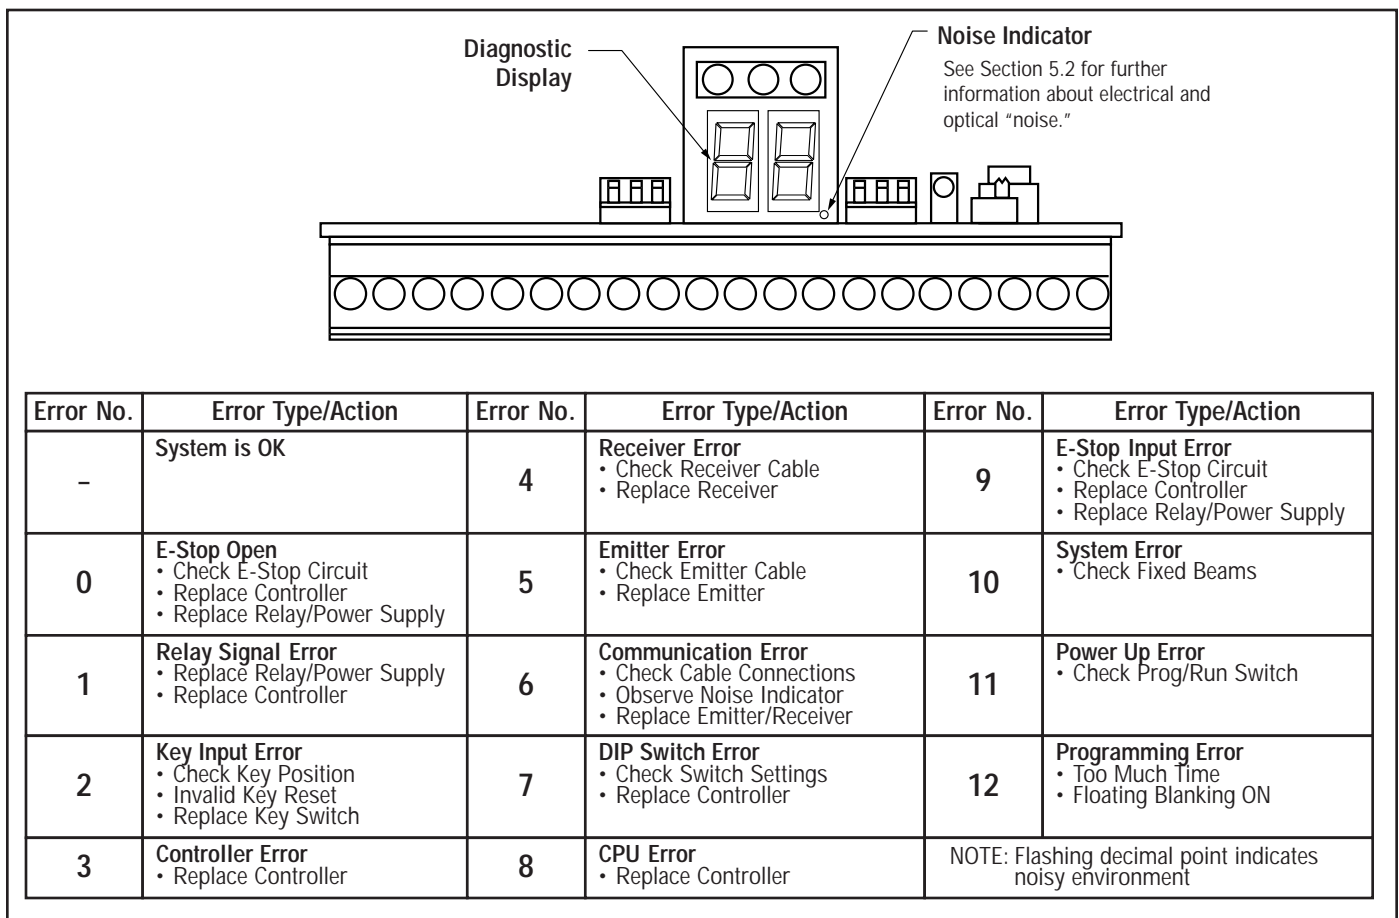 Diagnostic
Display
Noise Indicator
See Section 5.2 for further
information about electrical and
optical “noise.”
Error No.
Error Type/Action
Error No.
Error Type/Action
Error No.
Error Type/Action
–
System is OK
4
Receiver Error
• Check Receiver Cable
• Replace Receiver
9
E-Stop Input Error
• Check E-Stop Circuit
• Replace Controller
• Replace Relay/Power Supply
0
E-Stop Open
• Check E-Stop Circuit
• Replace Controller
• Replace Relay/Power Supply
5
Emitter Error
• Check Emitter Cable
• Replace Emitter
10
System Error
• Check Fixed Beams
1
Relay Signal Error
• Replace Relay/Power Supply
• Replace Controller
6
Communication Error
• Check Cable Connections
• Observe Noise Indicator
• Replace Emitter/Receiver
11
Power Up Error
• Check Prog/Run Switch
2
Key Input Error
• Check Key Position
• Invalid Key Reset
• Replace Key Switch
7
DIP Switch Error
• Check Switch Settings
• Replace Controller
12
Programming Error
• Too Much Time
• Floating Blanking ON
3
Controller Error
• Replace Controller
8
CPU Error
• Replace Controller
NOTE: Flashing decimal point indicates
noisy environment